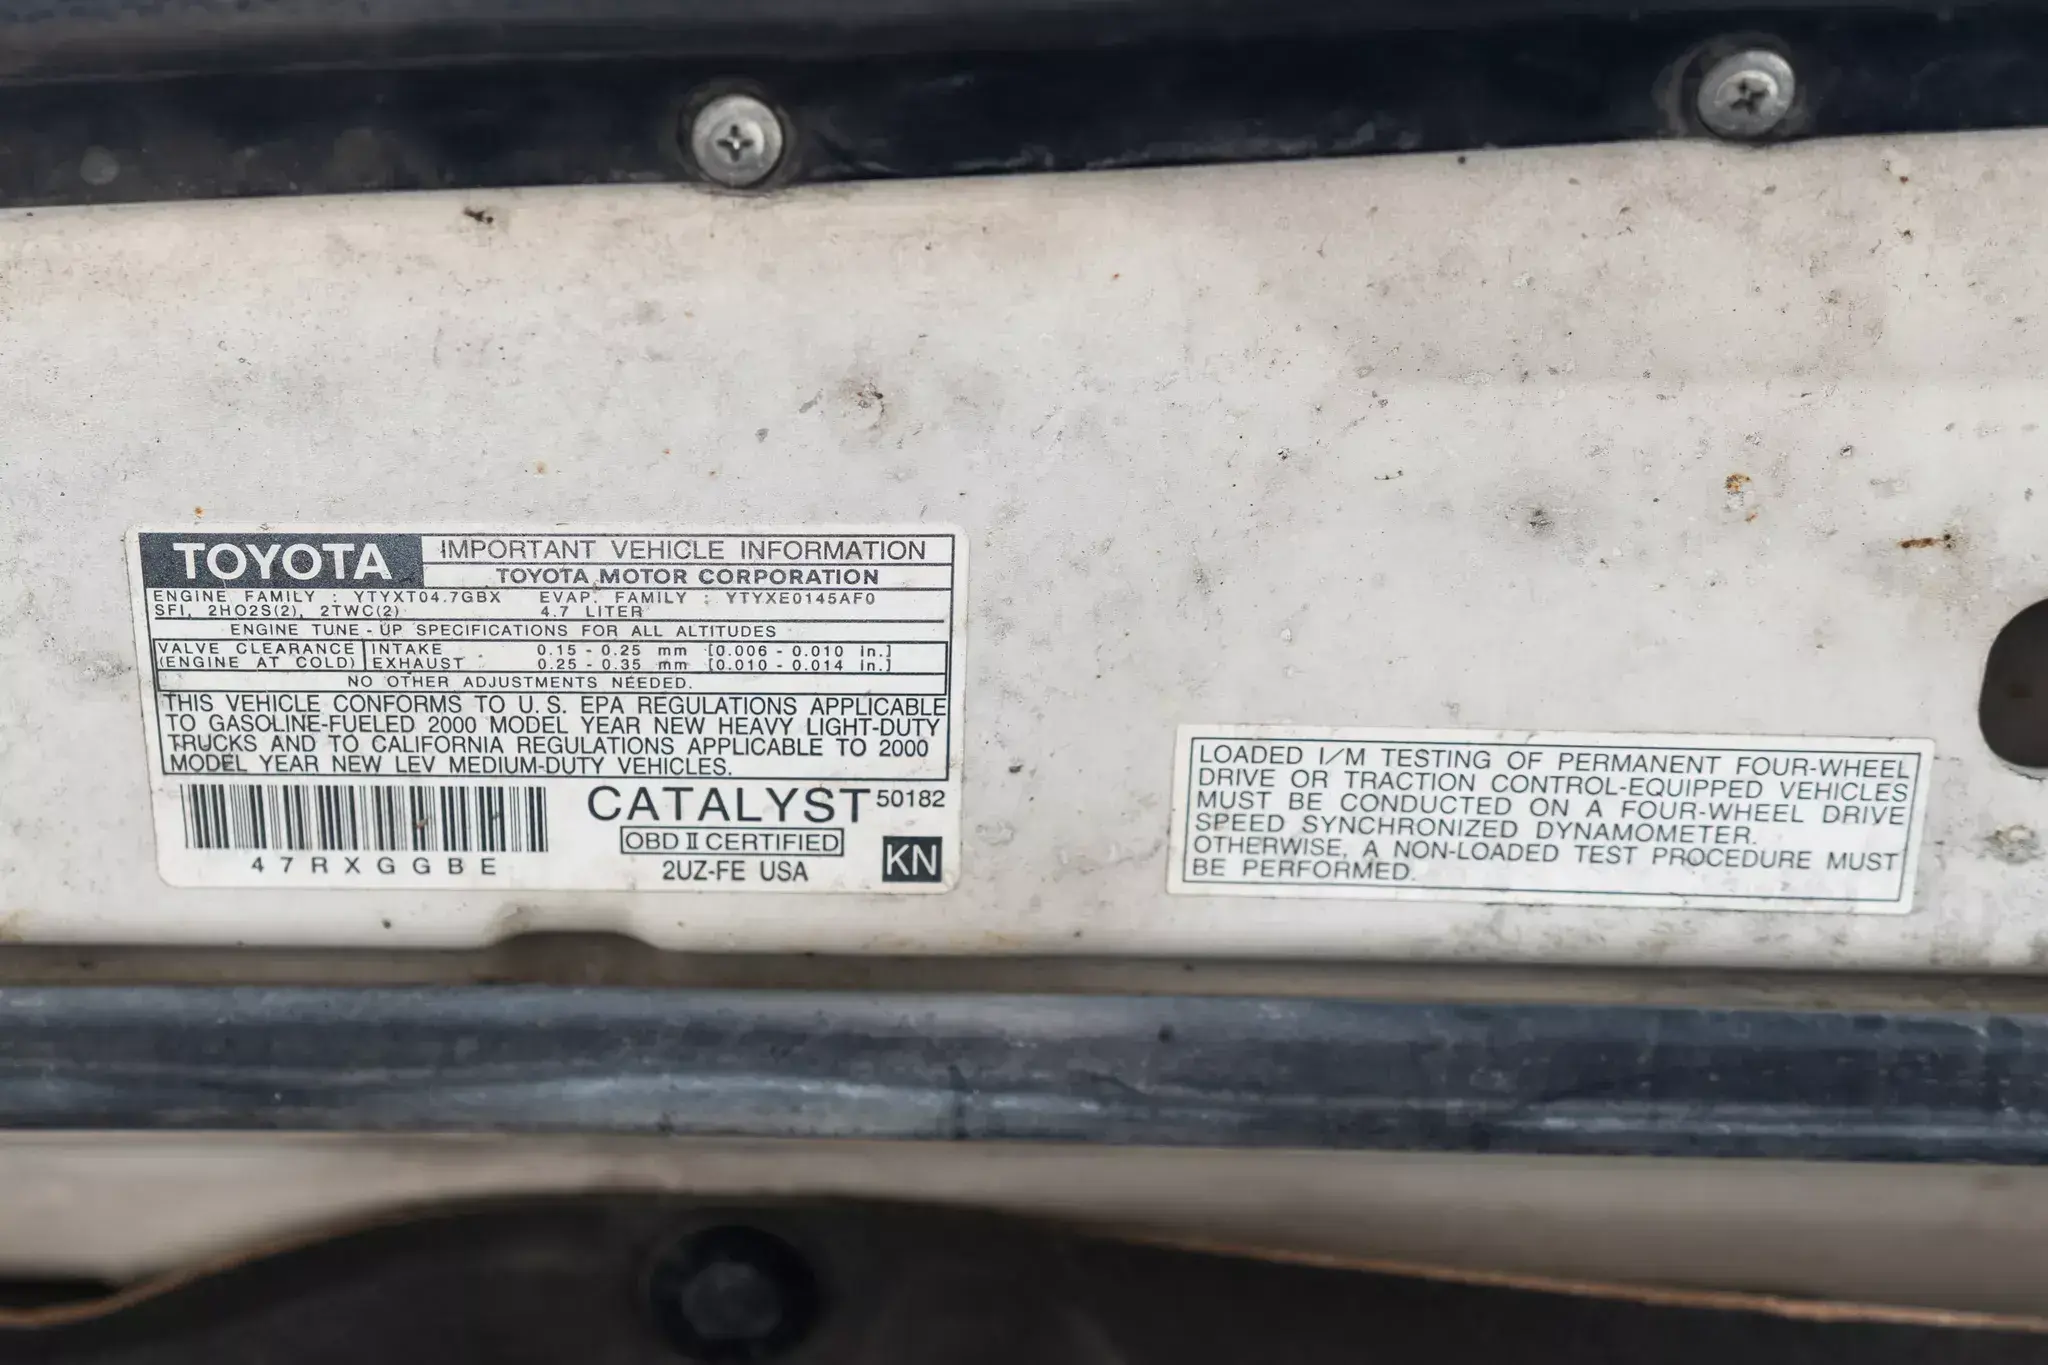 TOYOTA IMPORTANT VEHICLE INFORMATION
TOYOTA MOTOR CORPORATION
ENGINE FAMILY : YTYXT04.7GBX EVAP. FAMILY : YTYXE0145AF0
SFI, 2HO2S(2), 2TWC(2) 4.7 LITER
ENGINE TUNE-UP SPECIFICATIONS FOR ALL ALTITUDES
VALVE CLEARANCE INTAKE 0.15 - 0.25 mm [0.006 - 0.010 in.]
(ENGINE AT COLD) EXHAUST 0.25 - 0.35 mm [0.010 - 0.014 in.]
NO OTHER ADJUSTMENTS NEEDED.
THIS VEHICLE CONFORMS TO U.S. EPA REGULATIONS APPLICABLE
TO GASOLINE-FUELED 2000 MODEL YEAR NEW HEAVY LIGHT-DUTY
TRUCKS AND TO CALIFORNIA REGULATIONS APPLICABLE TO 2000
MODEL YEAR NEW LEV MEDIUM-DUTY VEHICLES.
CATALYST 50182
OBD II CERTIFIED
47RXGGBE 2UZ-FE USA KN
LOADED I/M TESTING OF PERMANENT FOUR-WHEEL
DRIVE OR TRACTION CONTROL-EQUIPPED VEHICLES
MUST BE CONDUCTED ON A FOUR-WHEEL DRIVE
SPEED SYNCHRONIZED DYNAMOMETER.
OTHERWISE, A NON-LOADED TEST PROCEDURE MUST
BE PERFORMED.